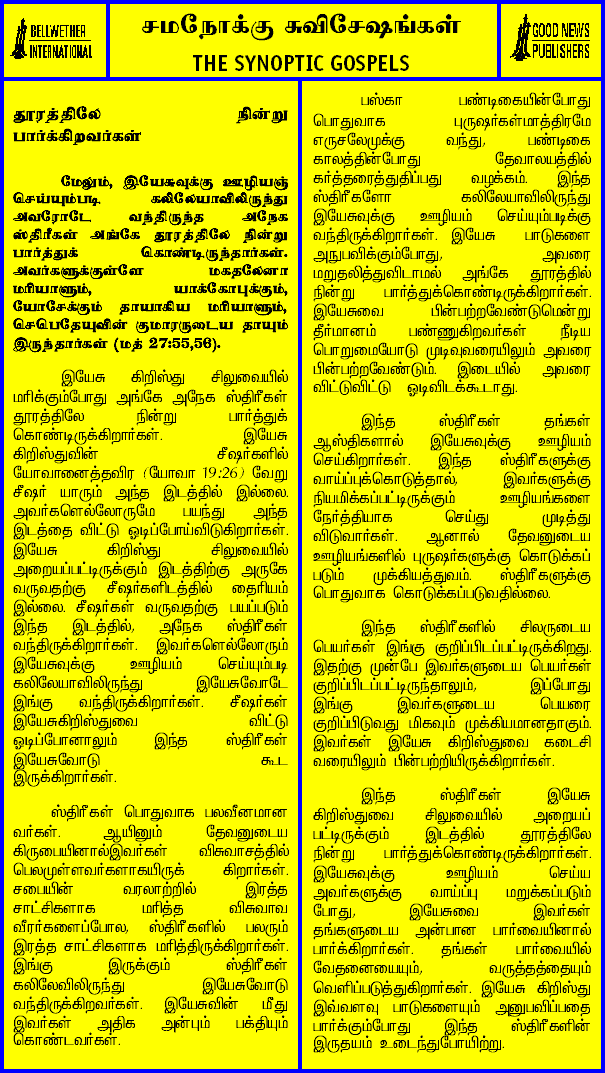 BELLWETHER
INTERNATIONAL
சமநோக்கு சுவிசேஷங்கள்
THE SYNOPTIC GOSPELS
GOOD NEWS
PUBLISHERS
தூரத்திலே நின்று
பார்க்கிறவர்கள்
மேலும், இயேசுவுக்கு ஊழியஞ்
செய்யும்படி கலிலேயாவிலிருந்து
அவரோடே வந்திருந்த அநேக
ஸ்திரீகள் அங்கே தூரத்திலே நின்று
பார்த்துக் கொண்டிருந்தார்கள்.
அவர்களுக்குள்ளே மகதலேனா
மரியாளும், யாக்கோபுக்கும்,
யோசேக்கும் தாயாகிய மரியாளும்,
செபெதேயுவின் குமாரருடைய தாயும்
இருந்தார்கள் (மத் 27:55,56).
இயேசு கிறிஸ்து சிலுவையில்
மரிக்கும்போது அங்கே அநேக ஸ்திரீகள்
தூரத்திலே நின்று பார்த்துக்
கொண்டிருக்கிறார்கள். இயேசு
கிறிஸ்துவின் சீஷர்களில்
யோவானைத்தவிர (யோவா 19:26) வேறு
சீஷர் யாரும் அந்த இடத்தில் இல்லை.
அவர்களெல்லோருமே பயந்து அந்த
இடத்தை விட்டு ஓடிப்போய்விடுகிறார்கள்.
இயேசு கிறிஸ்து சிலுவையில்
அறையப்பட்டிருக்கும் இடத்திற்கு அருகே
வருவதற்கு சீஷர்களிடத்தில் தைரியம்
இல்லை. சீஷர்கள் வருவதற்கு பயப்படும்
இந்த இடத்தில், அநேக ஸ்திரீகள்
வந்திருக்கிறார்கள். இவர்களெல்லோரும்
இயேசுவுக்கு ஊழியம் செய்யும்படி
கலிலேயாவிலிருந்து இயேசுவோடே
இங்கு வந்திருக்கிறார்கள். சீஷர்கள்
இயேசுகிறிஸ்துவை விட்டு
ஓடிப்போனாலும் இந்த ஸ்திரீகள்
இயேசுவோடு கூட
இருக்கிறார்கள்.
ஸ்திரீகள் பொதுவாக பலவீனமான
வர்கள். ஆயினும் தேவனுடைய
கிருபையினால்இவர்கள் விசுவாசத்தில்
பெலமுள்ளவர்களாகயிருக் கிறார்கள்.
சபையின் வரலாற்றில் இரத்த
சாட்சிகளாக மரித்த விசுவாவ
வீரர்களைப்போல, ஸ்திரீகளில் பலரும்
இரத்த சாட்சிகளாக மரித்திருக்கிறார்கள்.
இங்கு இருக்கும் ஸ்திரீகள்
கலிலேவிலிருந்து இயேசுவோடு
வந்திருக்கிறவர்கள். இயேசுவின் மீது
இவர்கள் அதிக அன்பும் பக்தியும்
கொண்டவர்கள்.
பஸ்கா பண்டிகையின்போது
பொதுவாக புருஷர்கள்மாத்திரமே
எருசலேமுக்கு வந்து, பண்டிகை
காலத்தின்போது தேவாலயத்தில்
கர்த்தரைத்துதிப்பது வழக்கம். இந்த
ஸ்திரீகளோ கலிலேயாவிலிருந்து
இயேசுவுக்கு ஊழியம் செய்யும்படிக்கு
வந்திருக்கிறார்கள். இயேசு பாடுகளை
அநுபவிக்கும்போது, அவரை
மறுதலித்துவிடாமல் அங்கே தூரத்தில்
நின்று பார்த்துக்கொண்டிருக்கிறார்கள்.
இயேசுவை பின்பற்றவேண்டுமென்று
தீர்மானம் பண்ணுகிறவர்கள் நீடிய
பொறுமையோடு முடிவுவரையிலும் அவரை
பின்பற்றவேண்டும். இடையில் அவரை
விட்டுவிட்டு ஓடிவிடக்கூடாது.
இந்த ஸ்திரீகள் தங்கள்
ஆஸ்திகளால் இயேசுவுக்கு ஊழியம்
செய்கிறார்கள். இந்த ஸ்திரீகளுக்கு
வாய்ப்புக்கொடுத்தால், இவர்களுக்கு
நியமிக்கப்பட்டிருக்கும் ஊழியங்களை
நேர்த்தியாக செய்து முடித்து
விடுவார்கள். ஆனால் தேவனுடைய
ஊழியங்களில் புருஷர்களுக்கு கொடுக்கப்
படும் முக்கியத்துவம். ஸ்திரீகளுக்கு
பொதுவாக கொடுக்கப்படுவதில்லை.
இந்த ஸ்திரீகளில் சிலருடைய
பெயர்கள் இங்கு குறிப்பிடப்பட்டிருக்கிறது.
இதற்கு முன்பே இவர்களுடைய பெயர்கள்
குறிப்பிடப்பட்டிருந்தாலும், இப்போது
இங்கு இவர்களுடைய பெயரை
குறிப்பிடுவது மிகவும் முக்கியமானதாகும்.
இவர்கள் இயேசு கிறிஸ்துவை கடைசி
வரையிலும் பின்பற்றியிருக்கிறார்கள்.
இந்த ஸ்திரீகள் இயேசு
கிறிஸ்துவை சிலுவையில் அறையப்
பட்டிருக்கும் இடத்தில் தூரத்திலே
நின்று பார்த்துக்கொண்டிருக்கிறார்கள்.
இயேசுவுக்கு ஊழியம் செய்ய
அவர்களுக்கு வாய்ப்பு மறுக்கப்படும்
போது, இயேசுவை இவர்கள்
தங்களுடைய அன்பான பார்வையினால்
பார்க்கிறார்கள். தங்கள் பார்வையில்
வேதனையையும், வருத்தத்தையும்
வெளிப்படுத்துகிறார்கள். இயேசு கிறிஸ்து
இவ்வளவு பாடுகளையும் அனுபவிப்பதை
பார்க்கும்போது இந்த ஸ்திரீகளின்
இருதயம் உடைந்துபோயிற்று.